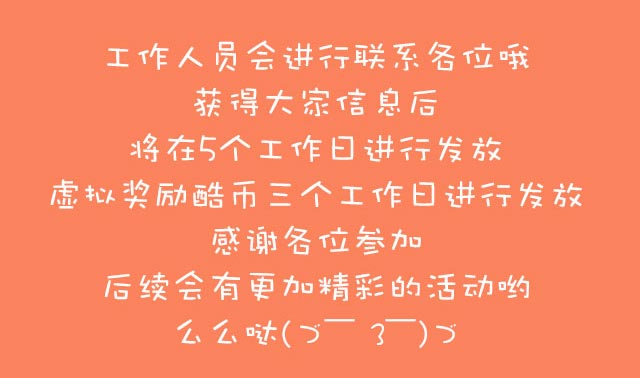 工作人员会进行联系各位哦
获得大家信息后
将在5个工作日进行发放
虚拟奖励酷币三个工作日进行发放
感谢各位参加
后续会有更加精彩的活动哟
么么哒(づ￣ 3￣)づ